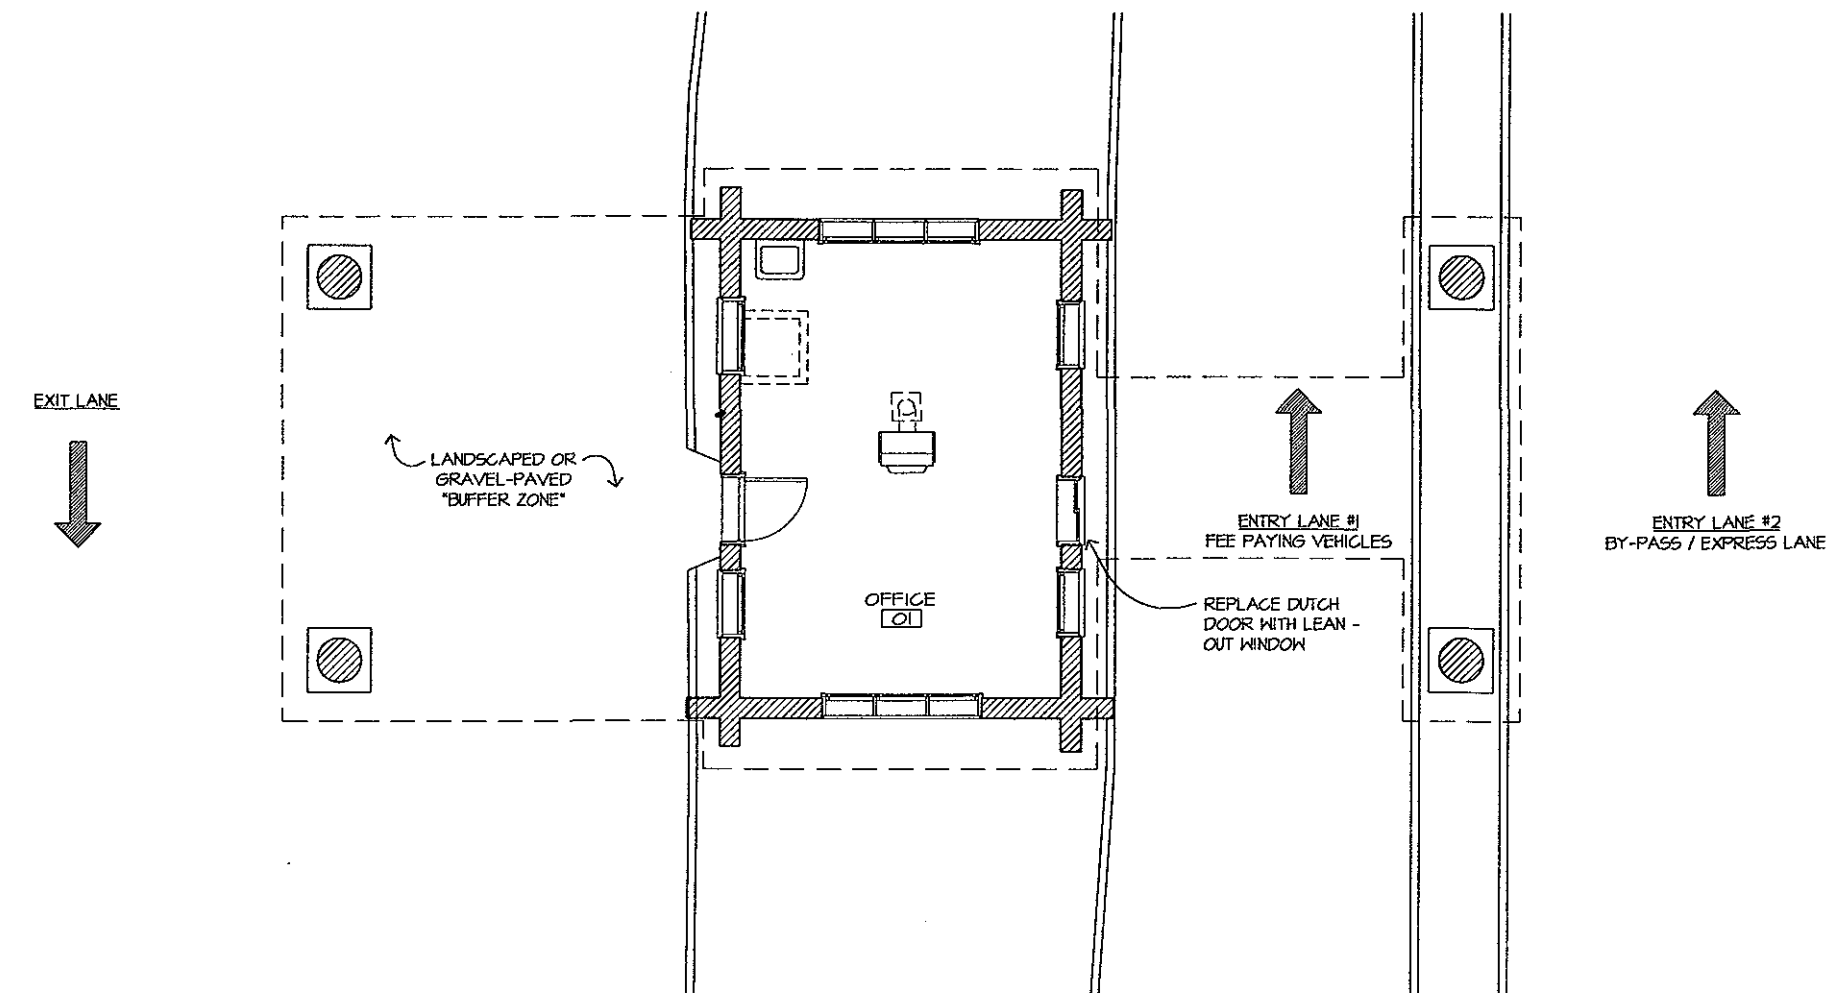 EXIT LANE
LANDSCAPED OR
GRAVEL-PAVED
"BUFFER ZONE"
OFFICE
01
ENTRY LANE #1
FEE PAYING VEHICLES
REPLACE DUTCH
DOOR WITH LEAN -
OUT WINDOW
ENTRY LANE #2
BY-PASS / EXPRESS LANE